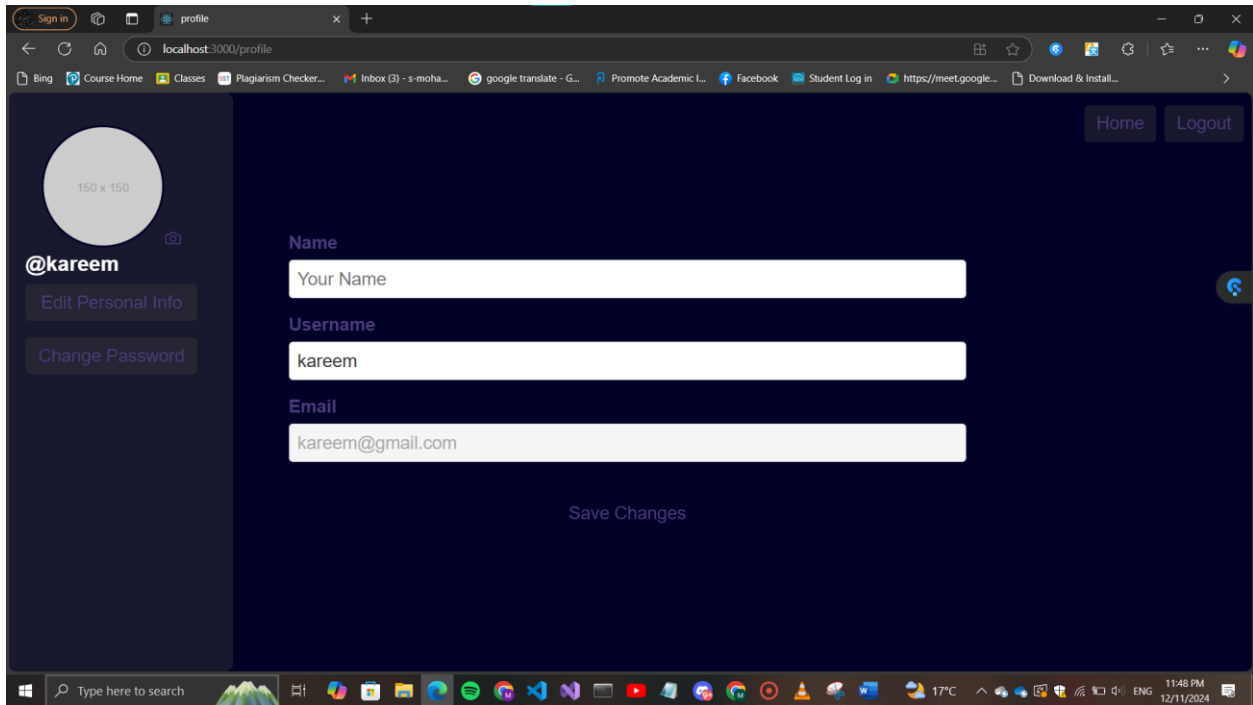 Sign in
profile
localhost:3000/profile
Bing Course Home Classes Plagiarism Checker... Inbox (3) - s-moha... google translate - G... Promote Academic I... Facebook Student Log in https://meet.google... Download & Install...
Home Logout
150 x 150
@kareem
Edit Personal Info
Change Password
Name
Your Name
Username
kareem
Email
kareem@gmail.com
Save Changes
Type here to search
17°C
ENG
11:48 PM
12/11/2024